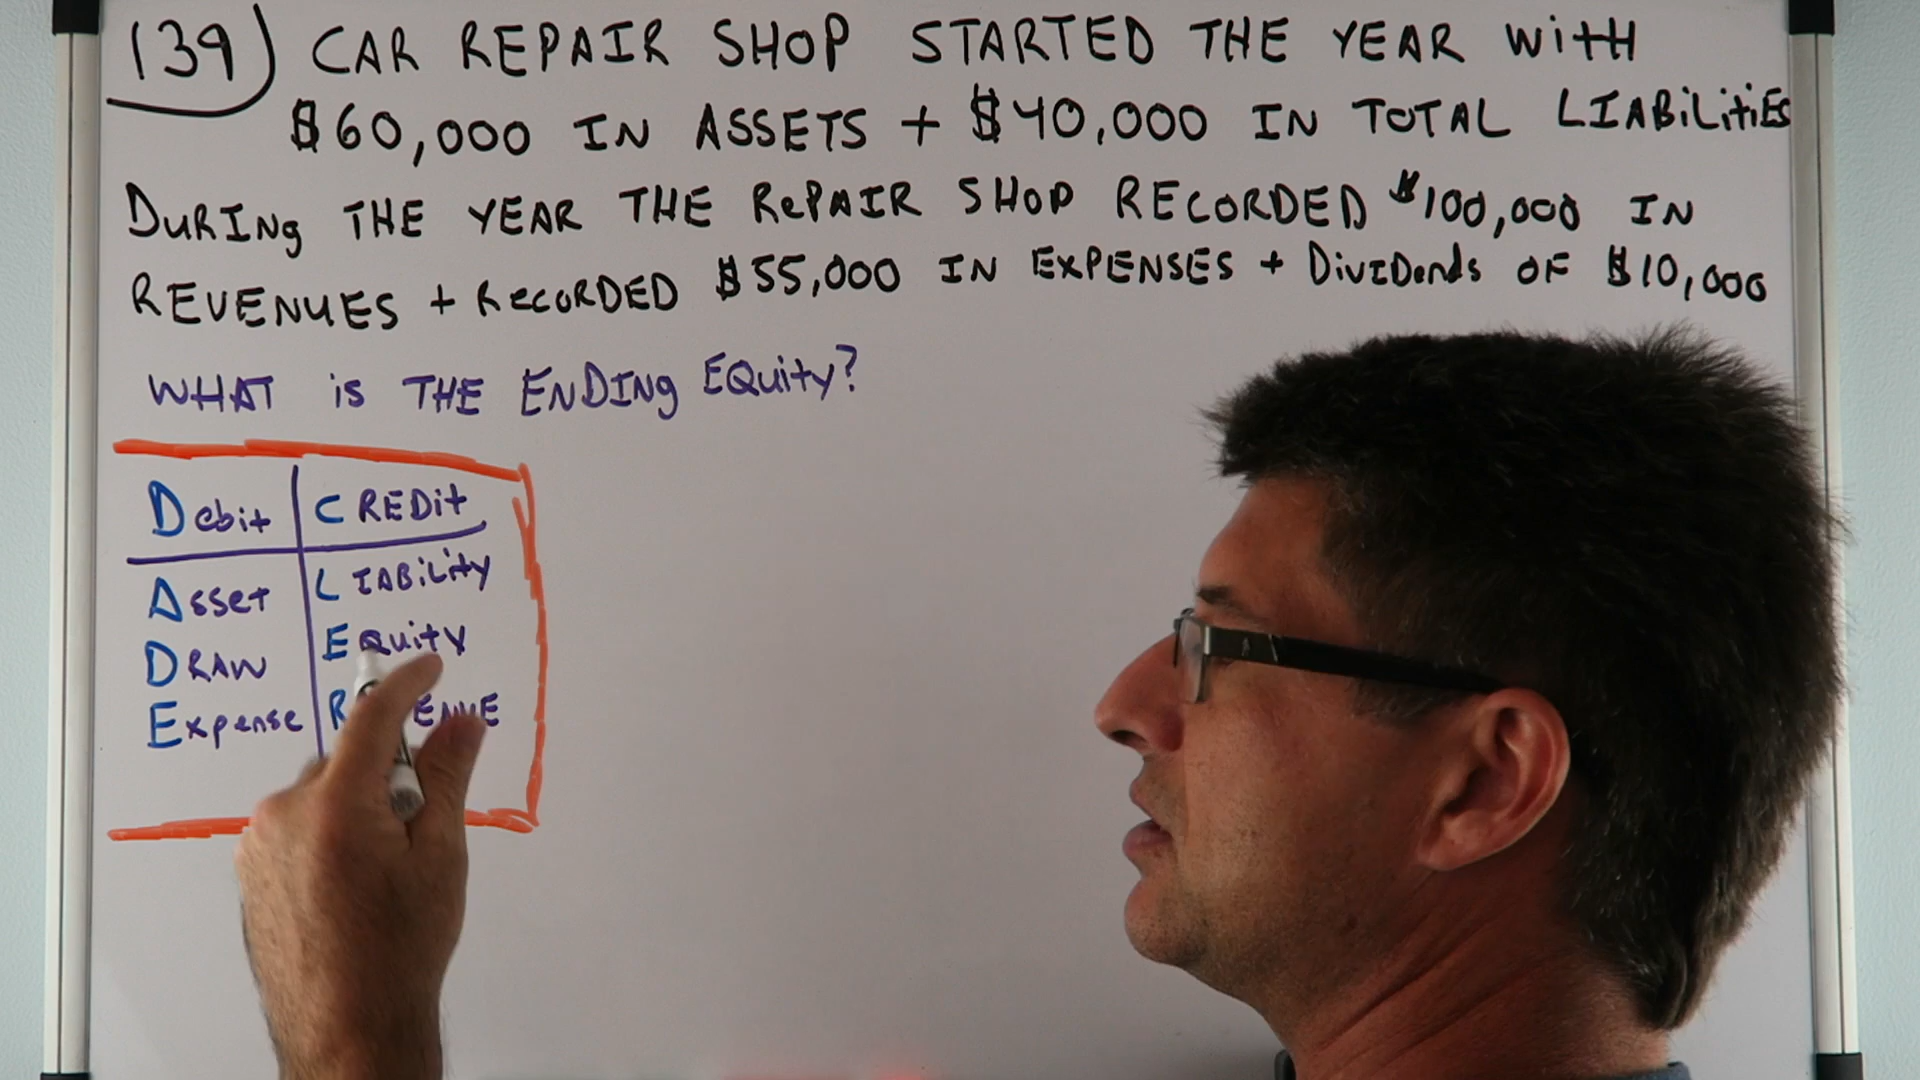 139) CAR REPAIR SHOP STARTED THE YEAR WITH
$60,000 IN ASSETS + $40,000 IN TOTAL LIABILITIES
DURING THE YEAR THE REPAIR SHOP RECORDED $100,000 IN
REVENUES + RECORDED $55,000 IN EXPENSES + DIVIDENDS OF $10,000
WHAT is THE ENDING EQUITY?
Debit CREDIT
Asset LIABILITY
DRAW EQUITY
Expense